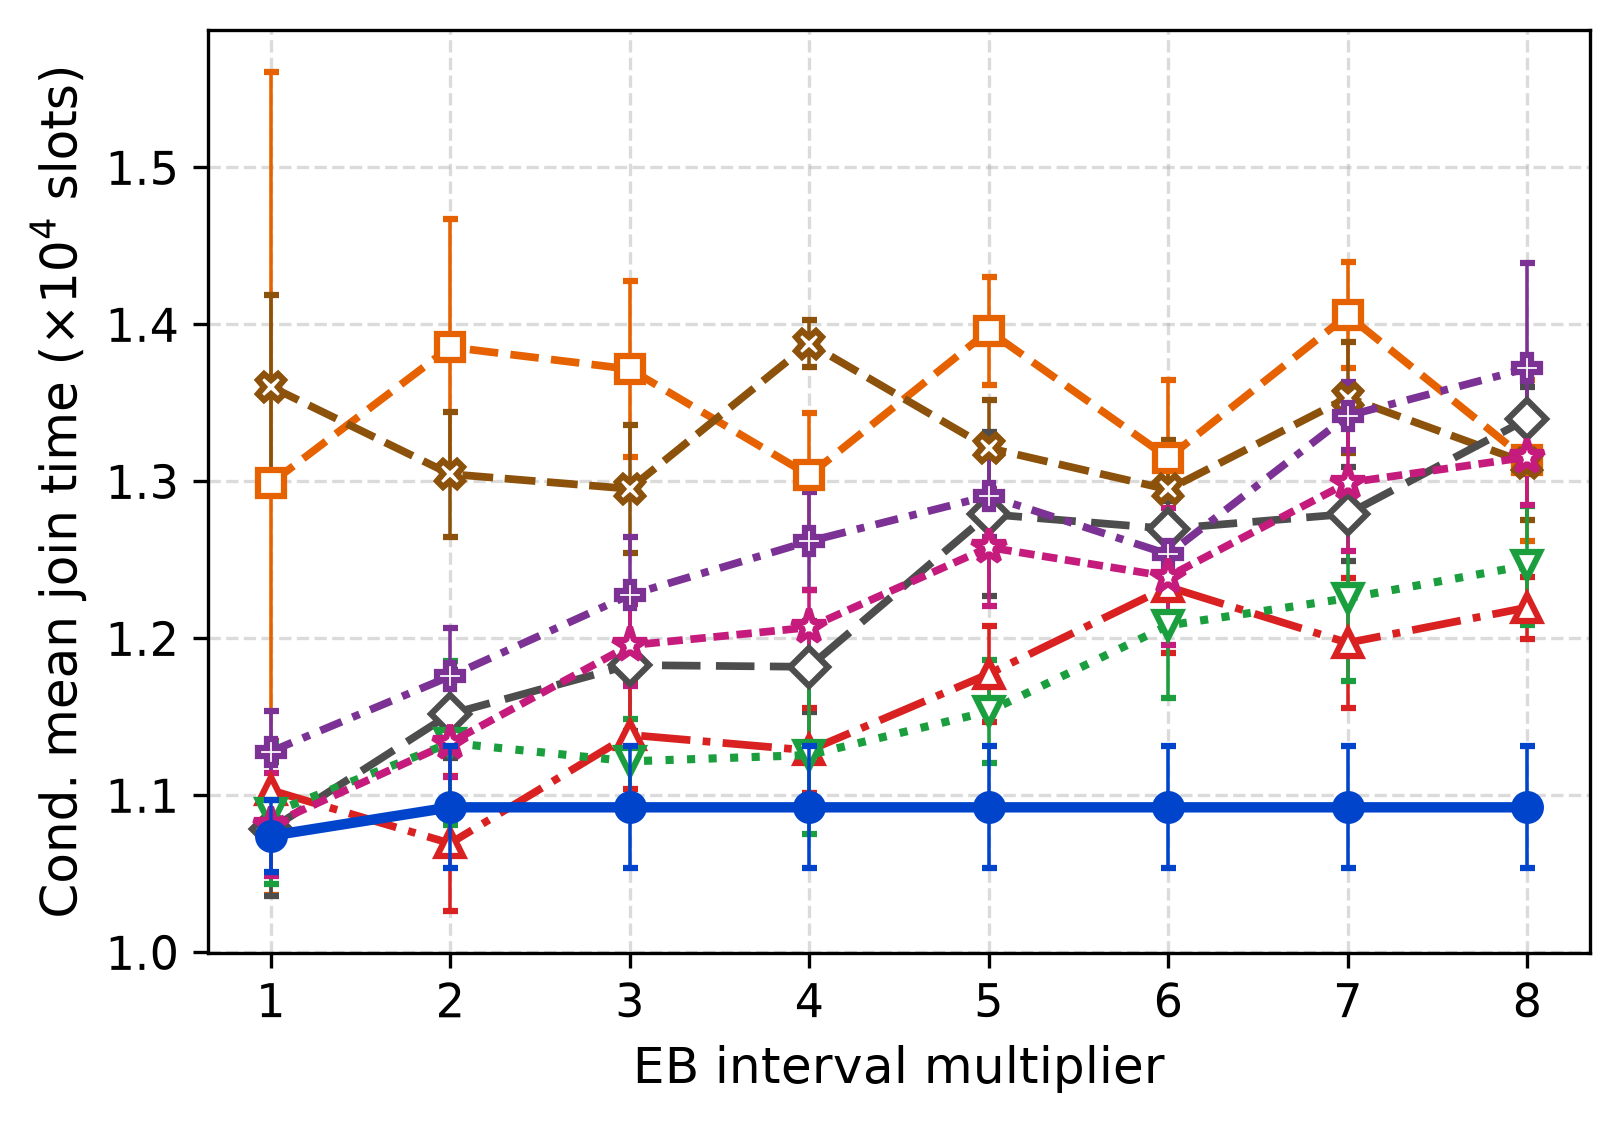 Cond. mean join time (×10⁴ slots)
1.5
1.4
1.3
1.2
1.1
1.0
1 2 3 4 5 6 7 8
EB interval multiplier